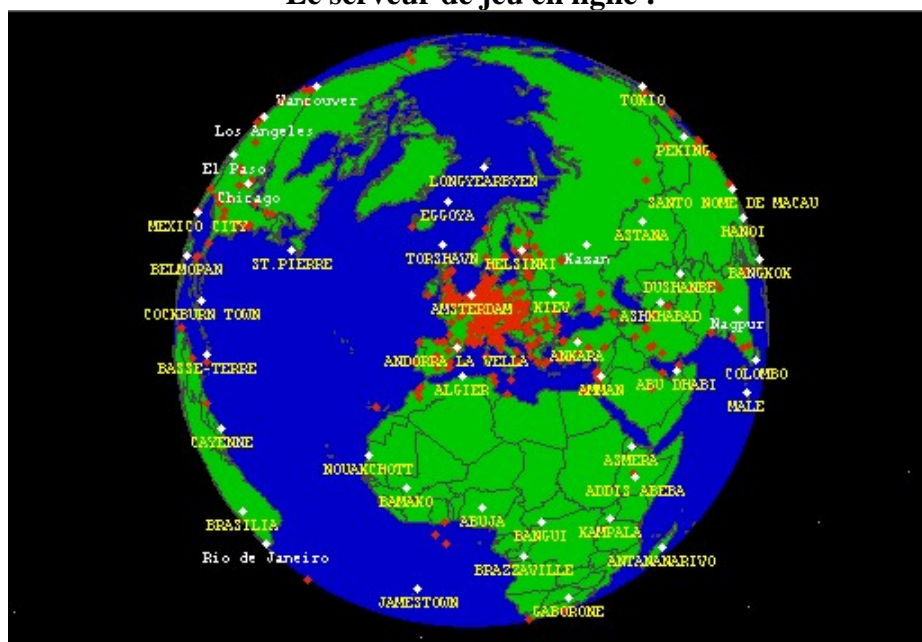 Le serveur de jeu en ligne :
Vancouver
TOKIO
Los Angeles
PEKING
El Paso
LONGYEARBYEN
Chicago
SANTO NOME DE MACAU
EGGOYA
MEXICO CITY
ASTANA
HANOI
BELMOPAN
ST.PIERRE
TORSHAVN
HELSINKI
Kazan
BANGKOK
DUSHANBE
COCKBURN TOWN
AMSTERDAM
KIEW
ASHKHABAD
Nagpur
BASSE-TERRE
ANDORRA LA VELLA
ANKARA
ALGIER
AMMAN
ABU DHABI
COLOMBO
MALE
CAYENNE
NOUAKCHOTT
ASMERA
BAMAKO
ADDIS ABEBA
BRASILIA
ABUJA
BANGUI
KAMPALA
Rio de Janeiro
BRAZZAVILLE
ANTANANARIVO
JAMESTOWN
GABORONE